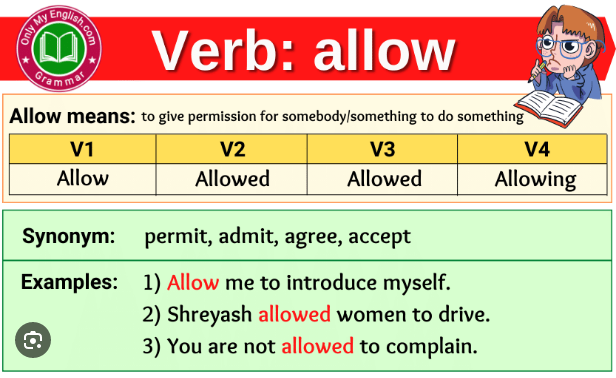 Only My English.com
Grammar
Verb: allow
Allow means: to give permission for somebody/something to do something
V1 V2 V3 V4
Allow Allowed Allowed Allowing
Synonym: permit, admit, agree, accept
Examples: 1) Allow me to introduce myself.
2) Shreyash allowed women to drive.
3) You are not allowed to complain.